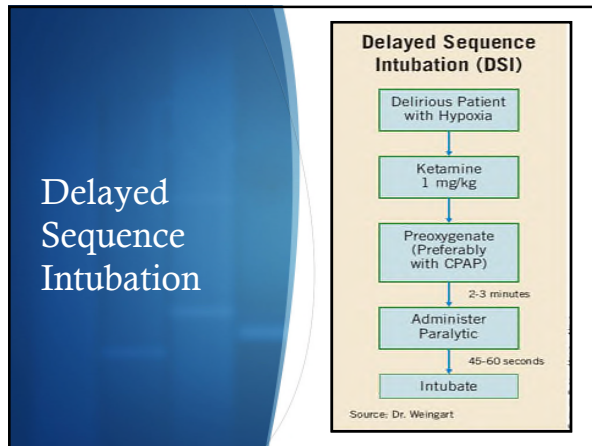 Delayed
Sequence
Intubation
Delayed Sequence
Intubation (DSI)
Delirious Patient
with Hypoxia
Ketamine
1 mg/kg
Preoxygenate
(Preferably
with CPAP)
2-3 minutes
Administer
Paralytic
45-60 seconds
Intubate
Source: Dr. Weingart